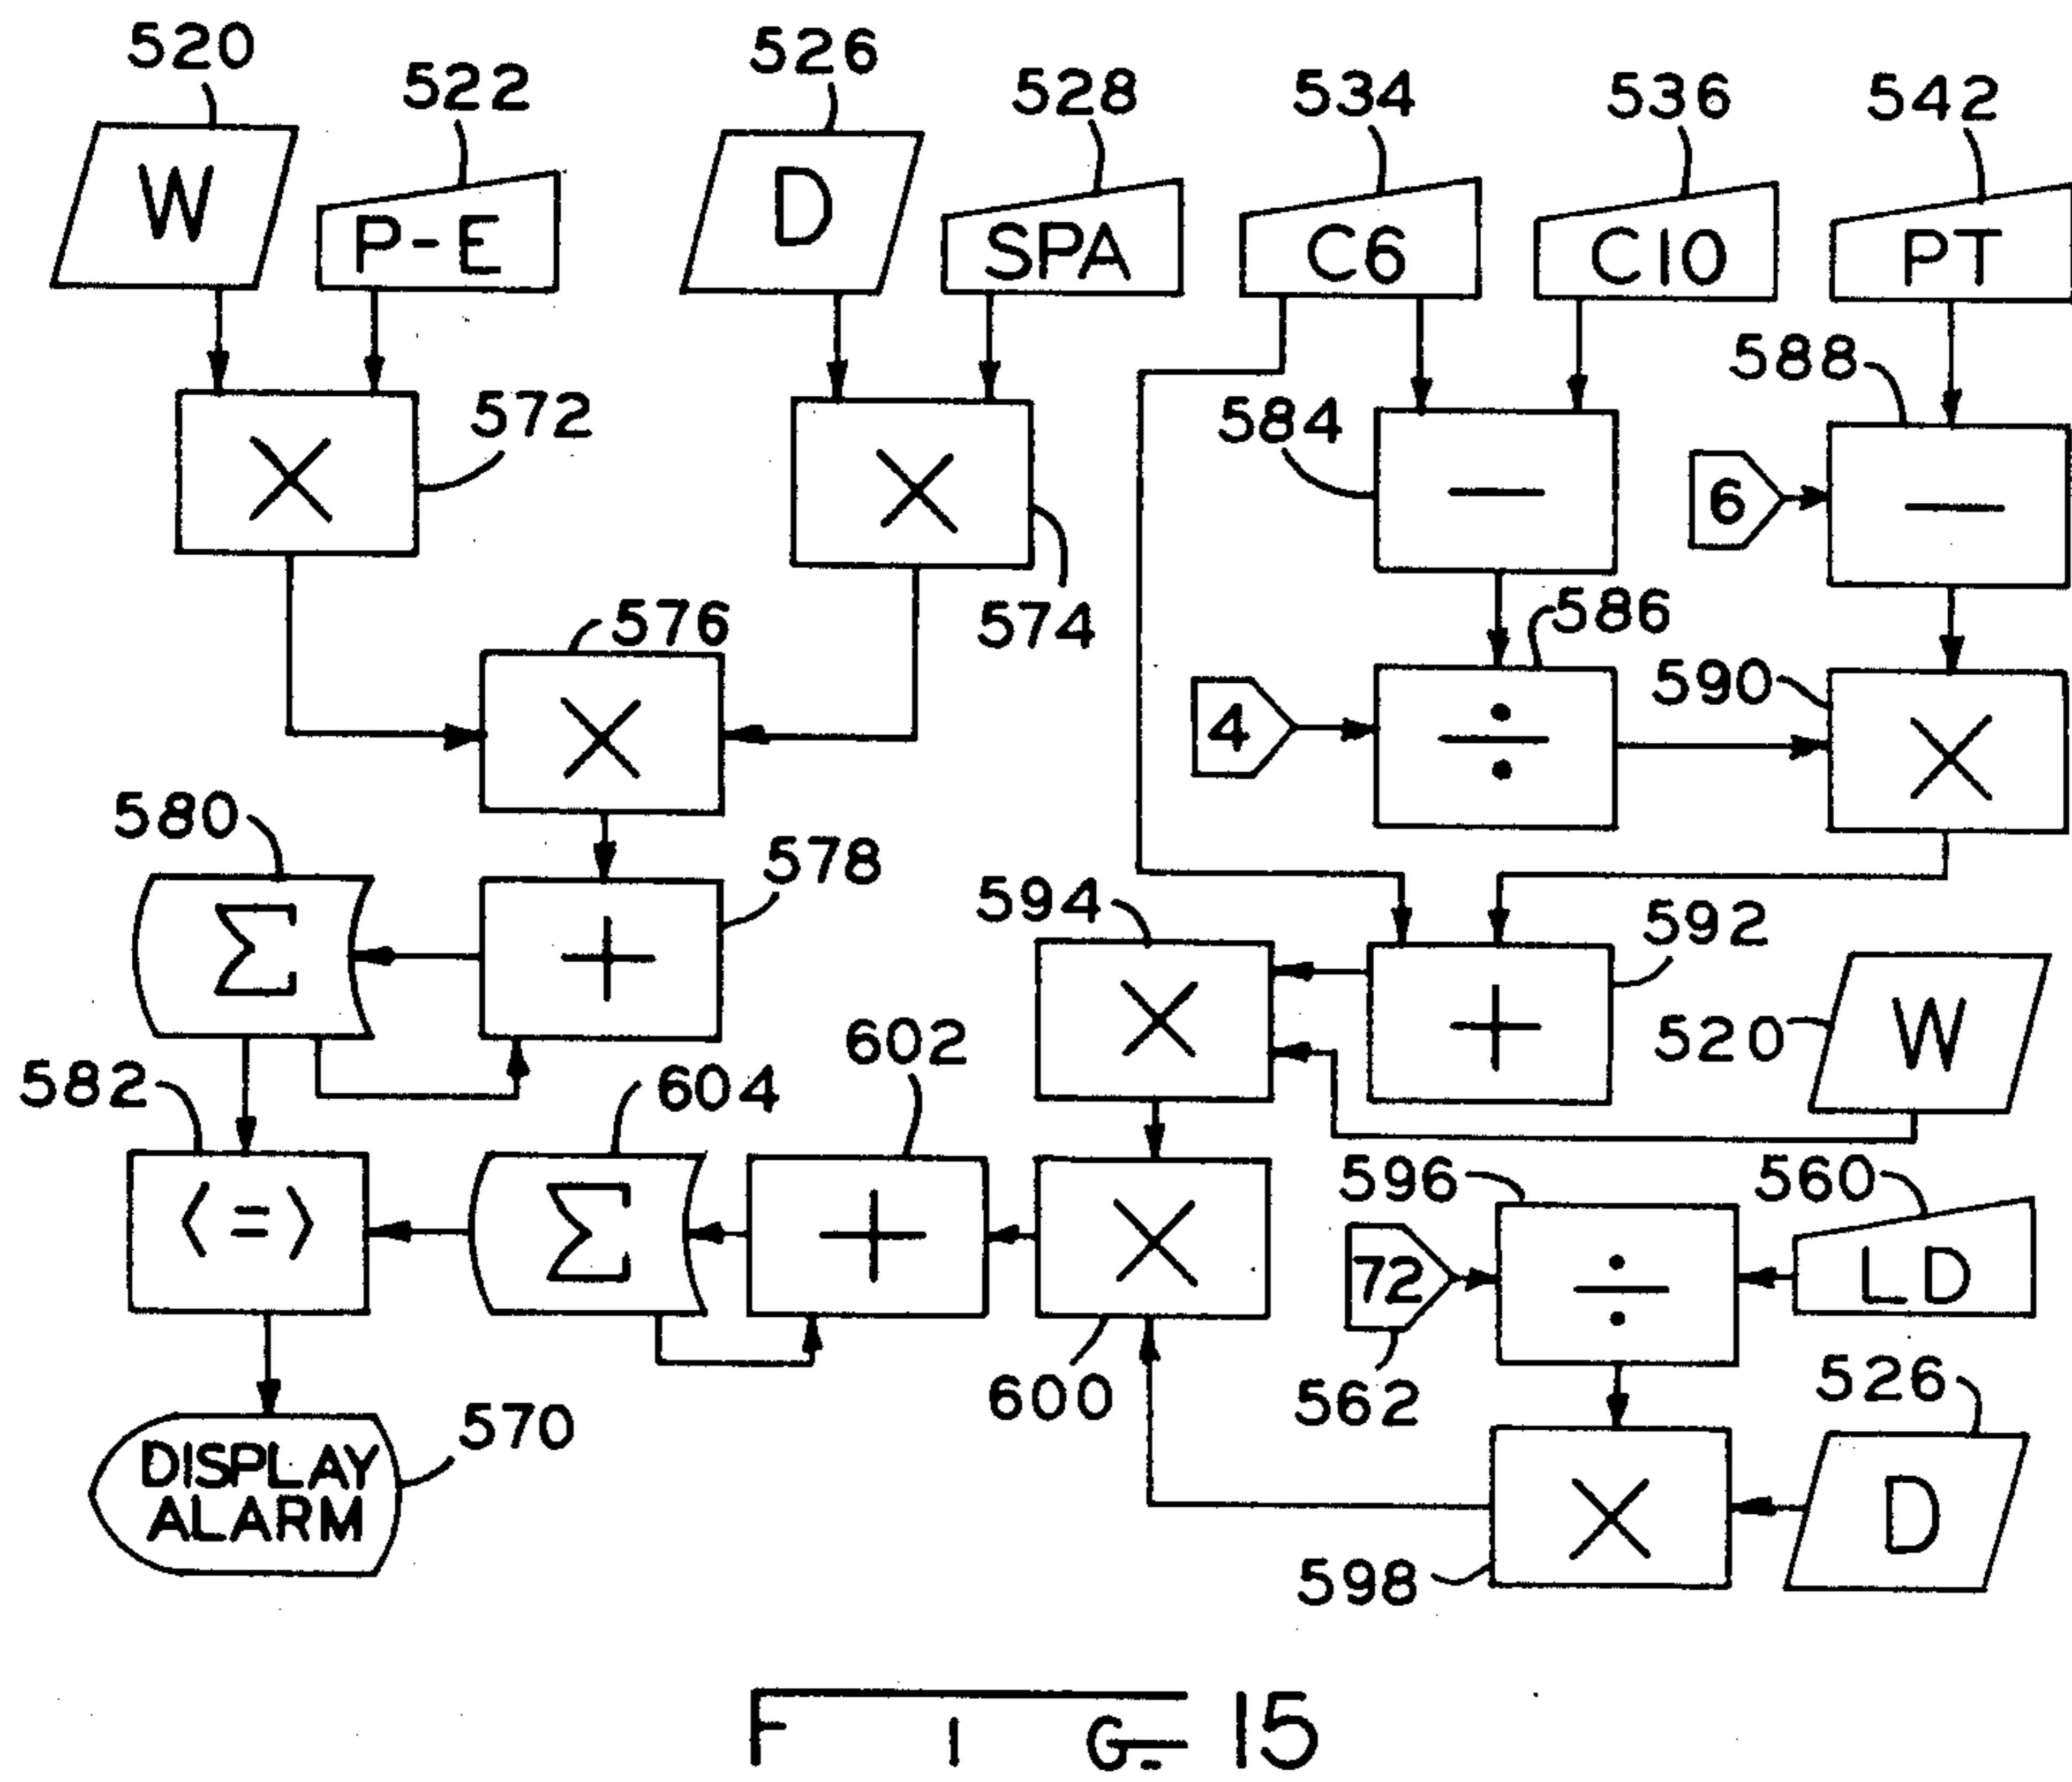 520
522
526
528
534
536
542
W
P-E
D
SPA
C6
C10
PT
588
572
584
X
X
—
6
—
574
576
586
590
X
4
÷
X
580
578
594
592
Σ
+
X
+
520
W
582
604
602
596
560
< = >
Σ
+
X
72
÷
LD
600
562
526
570
DISPLAY
ALARM
X
D
598
FIG_ 15